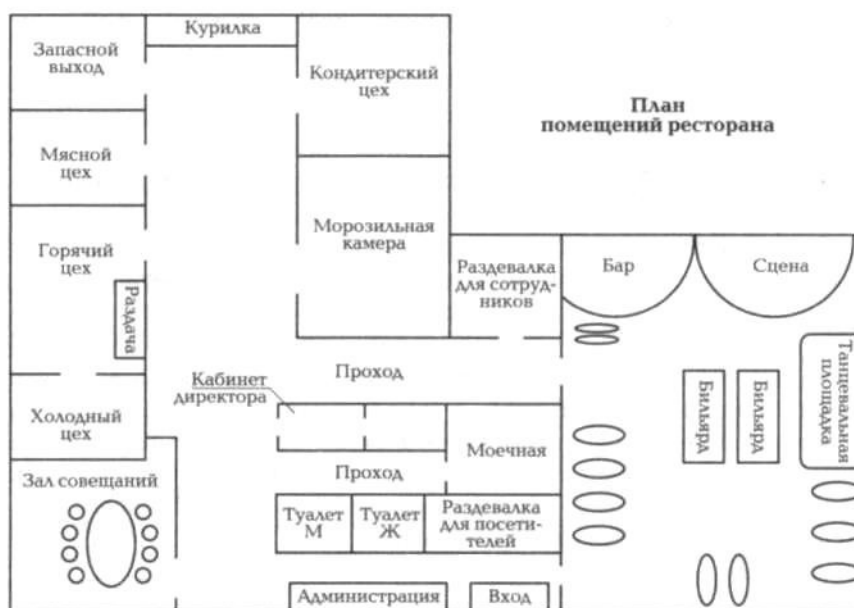 Курилка
Запасной
выход
Кондитерский
цех
План
помещений ресторана
Мясной
цех
Морозильная
камера
Горячий
цех
Раздача
Раздевалка
для сотруд-
ников
Бар
Сцена
Проход
Кабинет
директора
Бильярд
Бильярд
Танцевальная
площадка
Холодный
цех
Моечная
Проход
Зал совещаний
Туалет
М
Туалет
Ж
Раздевалка
для посети-
телей
Администрация
Вход